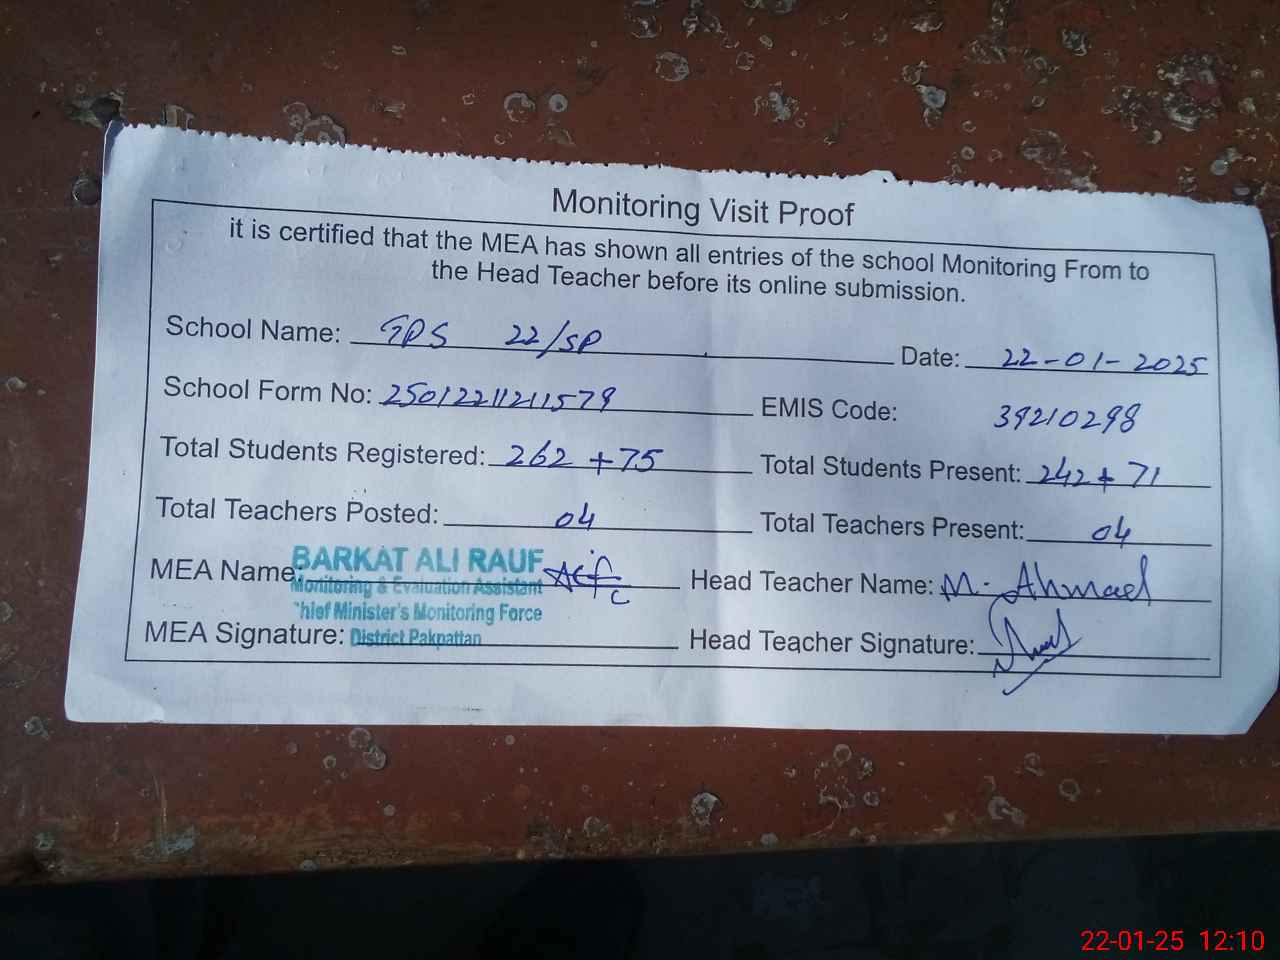 Monitoring Visit Proof
it is certified that the MEA has shown all entries of the school Monitoring From to
the Head Teacher before its online submission.
School Name: GPS 22/SP Date: 22-01-2025
School Form No: 25012211211579 EMIS Code: 39210298
Total Students Registered: 262 + 75 Total Students Present: 242 + 71
Total Teachers Posted: 04 Total Teachers Present: 04
MEA Name: BARKAT ALI RAUF Head Teacher Name: M. Ahmad
Monitoring & Evaluation Assistant
Chief Minister's Monitoring Force
MEA Signature: District Pakpattan Head Teacher Signature:
22-01-25 12:10